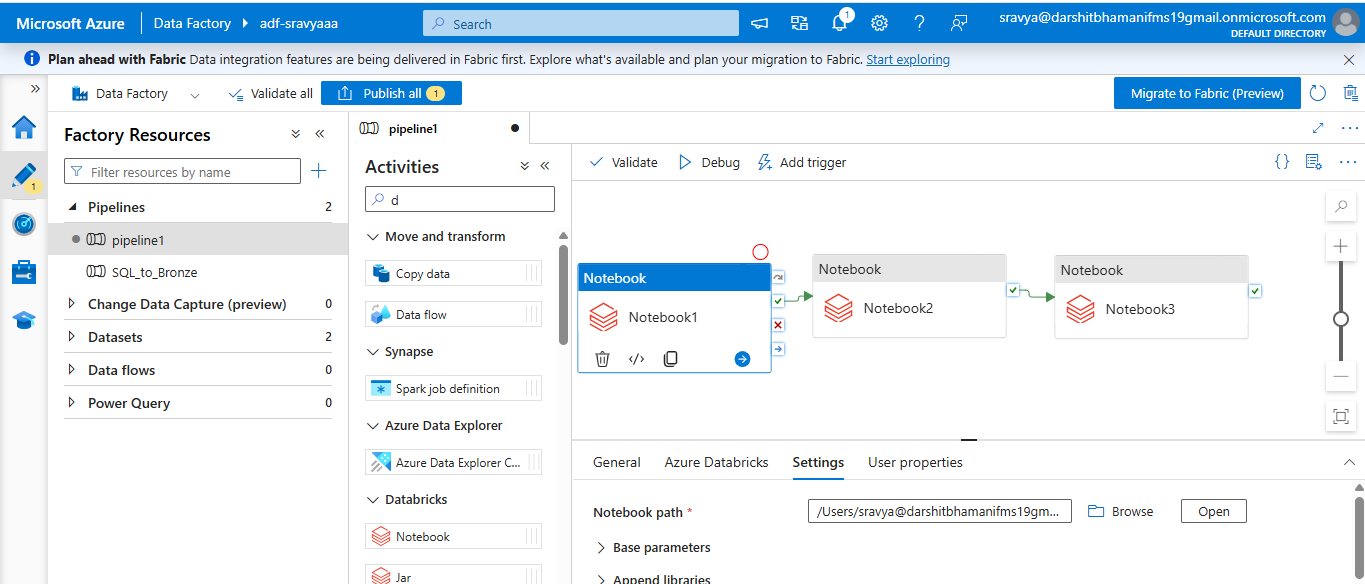 Microsoft Azure
Data Factory
adf-sravyaaa
Search
1
sravya@darshitbhamanifms19gmail.onmicrosoft.com
DEFAULT DIRECTORY
Plan ahead with Fabric Data integration features are being delivered in Fabric first. Explore what's available and plan your migration to Fabric. Start exploring
Data Factory
Validate all
Publish all 1
Migrate to Fabric (Preview)
1
Factory Resources
Filter resources by name
Pipelines 2
pipeline1
SQL_to_Bronze
Change Data Capture (preview) 0
Datasets 2
Data flows 0
Power Query 0
pipeline1
Activities
d
Move and transform
Copy data
Data flow
Synapse
Spark job definition
Azure Data Explorer
Azure Data Explorer C...
Databricks
Notebook
Jar
Validate
Debug
Add trigger
Notebook
Notebook1
Notebook
Notebook2
Notebook
Notebook3
General
Azure Databricks
Settings
User properties
Notebook path *
/Users/sravya@darshitbhamanifms19gm...
Browse
Open
Base parameters
Append libraries